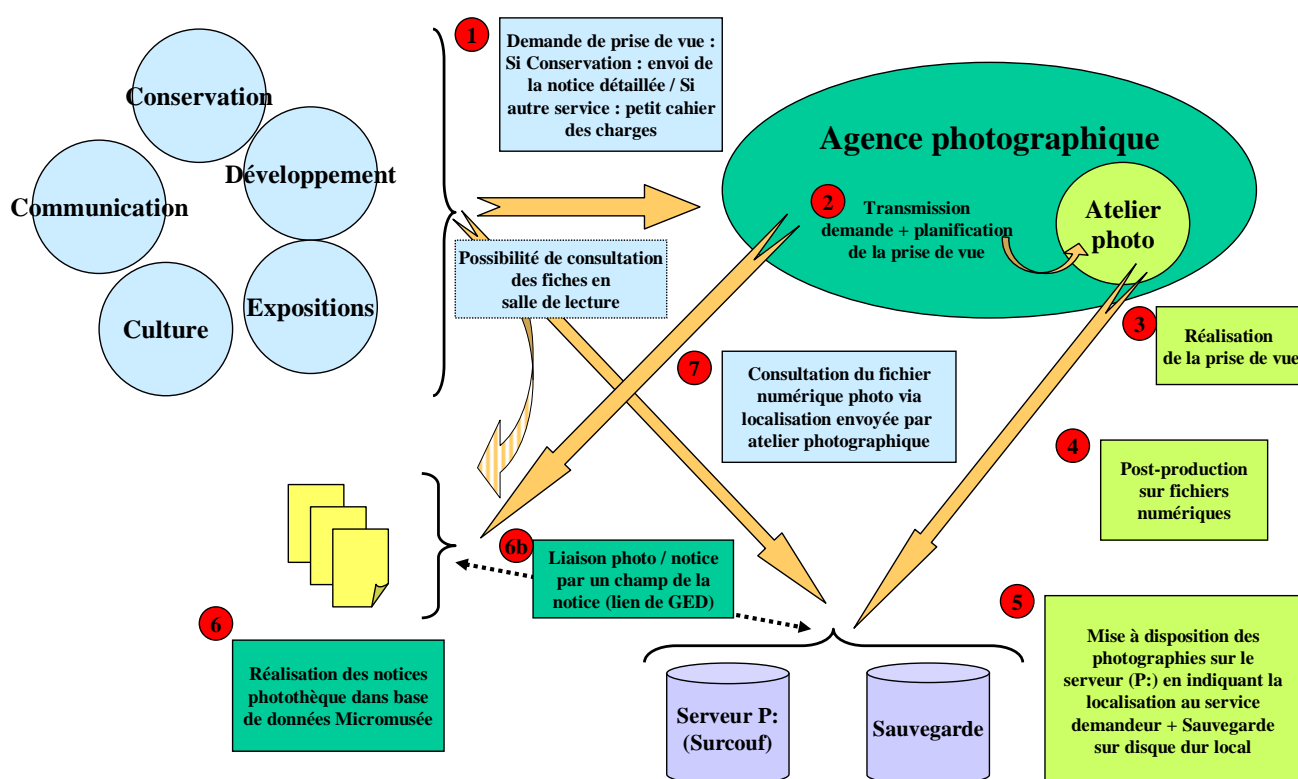 Conservation
Développement
Communication
Culture
Expositions
1
Demande de prise de vue :
Si Conservation : envoi de
la notice détaillée / Si
autre service : petit cahier
des charges
Agence photographique
2
Transmission
demande + planification
de la prise de vue
Atelier
photo
Possibilité de consultation
des fiches en
salle de lecture
3
Réalisation
de la prise de vue
7
Consultation du fichier
numérique photo via
localisation envoyée par
atelier photographique
4
Post-production
sur fichiers
numériques
6b
Liaison photo / notice
par un champ de la
notice (lien de GED)
5
Mise à disposition des
photographies sur le
serveur (P:) en indiquant la
localisation au service
demandeur + Sauvegarde
sur disque dur local
6
Réalisation des notices
photothèque dans base
de données Micromusée
Serveur P:
(Surcouf)
Sauvegarde